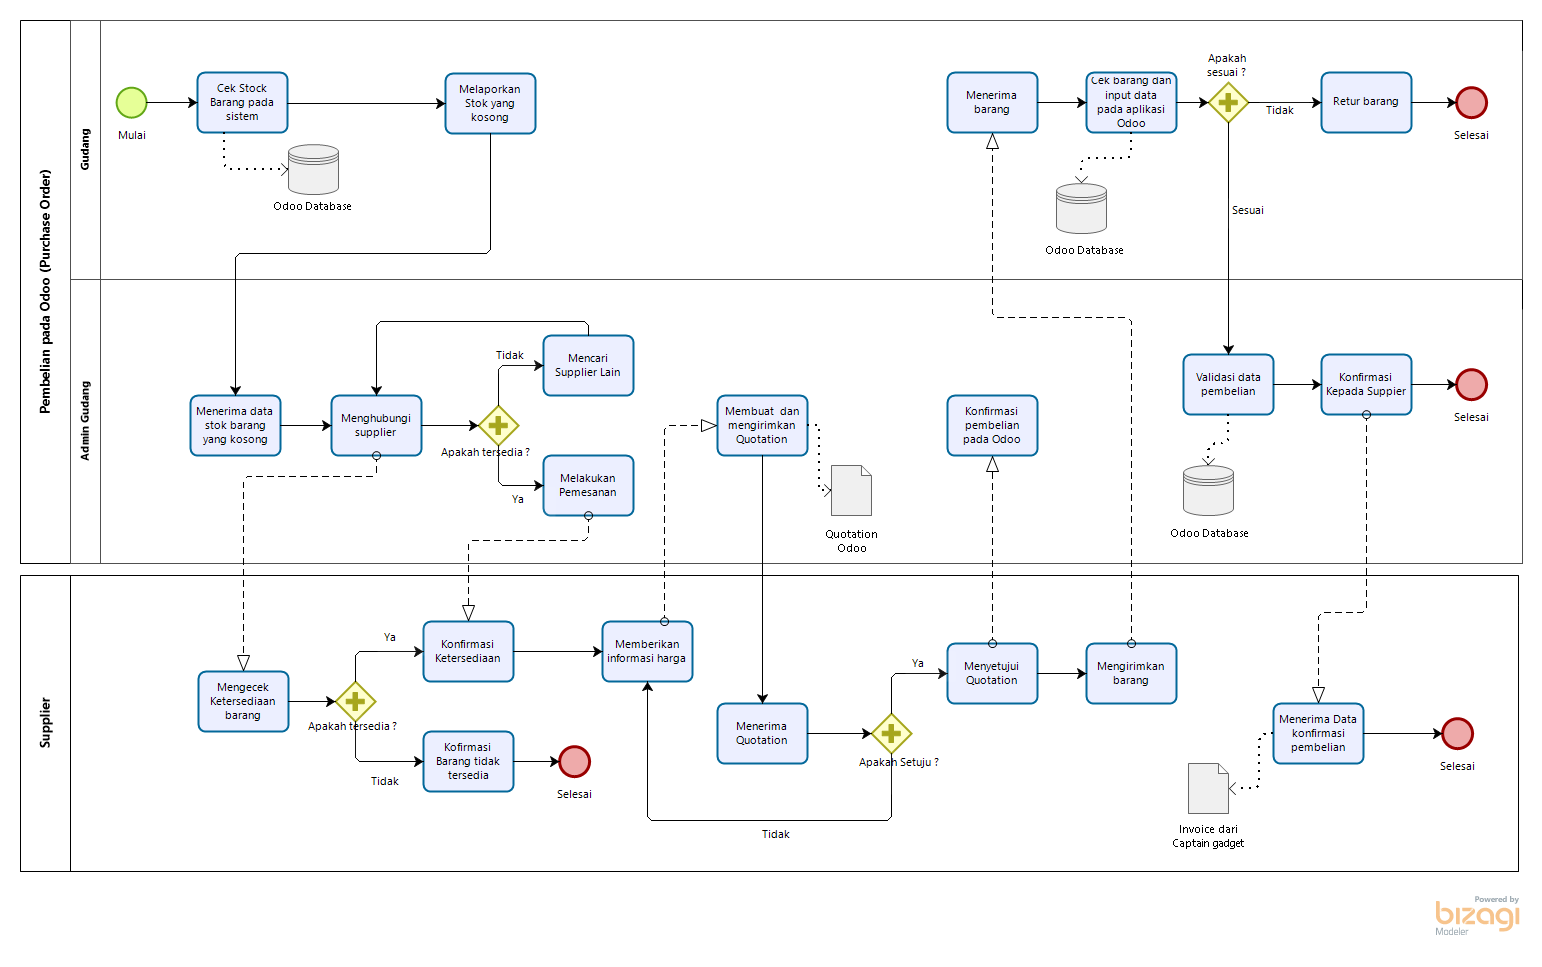 Pembelian pada Odoo (Purchase Order)
Gudang
Mulai
Cek Stock
Barang pada
sistem
Odoo Database
Melaporkan
Stok yang
kosong
Menerima
barang
Cek barang dan
input data
pada aplikasi
Odoo
Odoo Database
Apakah
sesuai ?
Tidak
Sesuai
Retur barang
Selesai
Admin Gudang
Menerima data
stok barang
yang kosong
Menghubungi
supplier
Apakah tersedia ?
Tidak
Mencari
Supplier Lain
Ya
Melakukan
Pemesanan
Membuat dan
mengirimkan
Quotation
Quotation
Odoo
Konfirmasi
pembelian
pada Odoo
Validasi data
pembelian
Odoo Database
Konfirmasi
Kepada Suppier
Selesai
Supplier
Mengecek
Ketersediaan
barang
Apakah tersedia ?
Ya
Konfirmasi
Ketersediaan
Tidak
Kofirmasi
Barang tidak
tersedia
Selesai
Memberikan
informasi harga
Menerima
Quotation
Apakah Setuju ?
Ya
Tidak
Menyetujui
Quotation
Mengirimkan
barang
Menerima Data
konfirmasi
pembelian
Invoice dari
Captain gadget
Selesai
Powered by
bizagi
Modeler